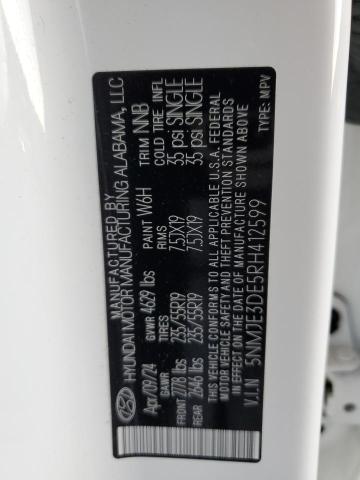 MANUFACTURED BY
HYUNDAI MOTOR MANUFACTURING ALABAMA, LLC
Apr/09/24 GVWR 4629 lbs PAINT W6H TRIM NNB
GAWR TIRES RIMS COLD TIRE INFL
FRONT 2778 lbs 235/55R19 7.5JX19 35 psi SINGLE
REAR 2646 lbs 235/55R19 7.5JX19 35 psi SINGLE
THIS VEHICLE CONFORMS TO ALL APPLICABLE U.S.A. FEDERAL
MOTOR VEHICLE SAFETY AND THEFT PREVENTION STANDARDS
IN EFFECT ON THE DATE OF MANUFACTURE SHOWN ABOVE.
V.I.N 5NMJE3DE5RH412599 TYPE: MPV